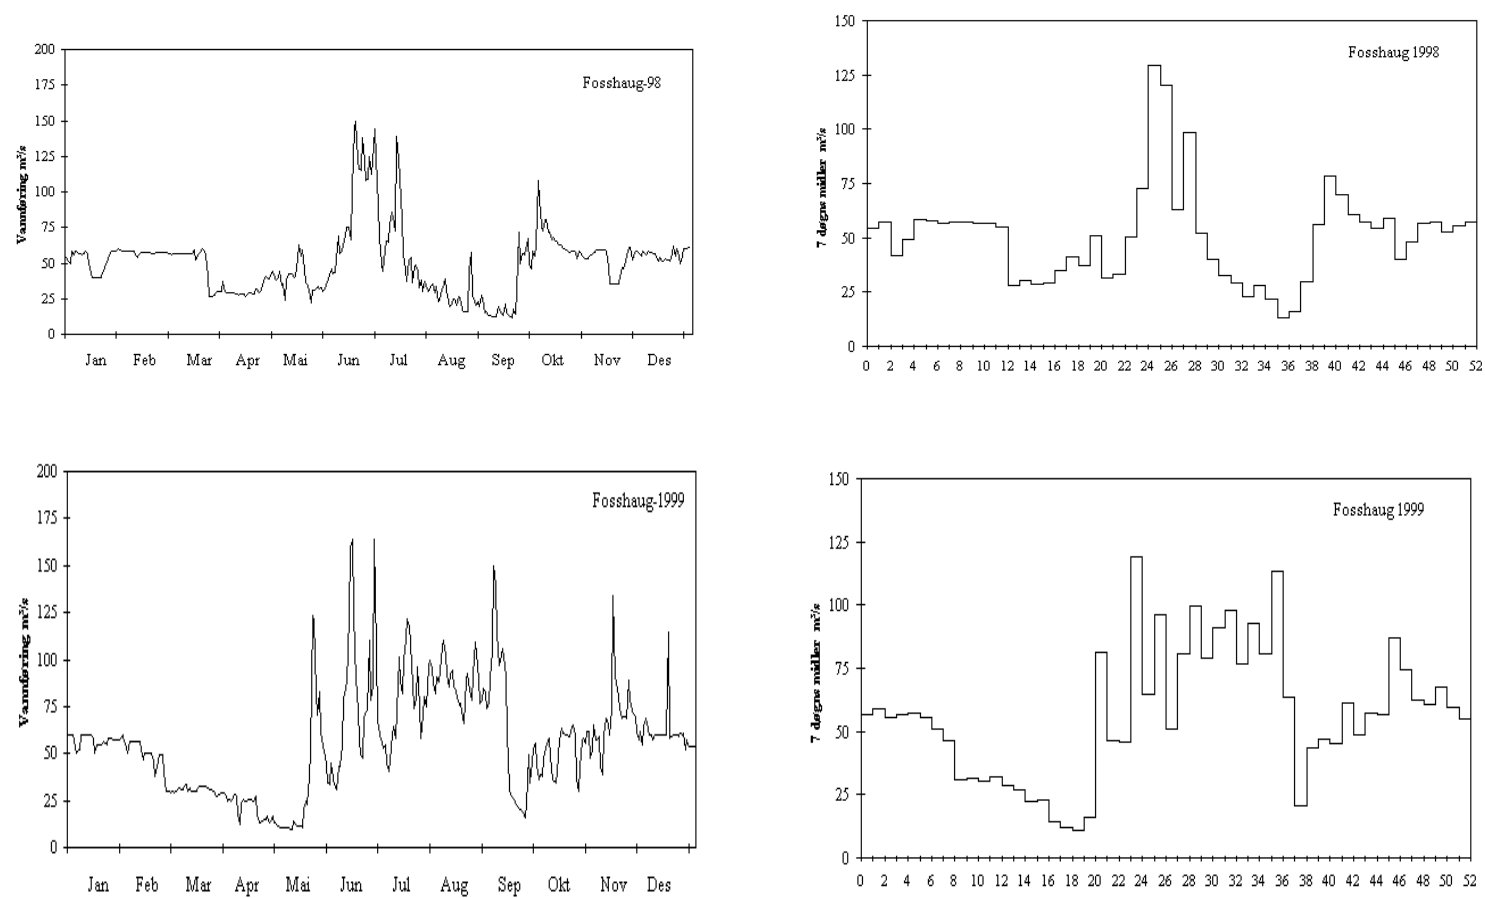 200
175
150
125
100
75
50
25
0
Vannføring m³/s
Fosshaug-98
Jan Feb Mar Apr Mai Jun Jul Aug Sep Okt Nov Des
150
125
100
75
50
25
0
7 døgns midler m³/s
Fosshaug 1998
0 2 4 6 8 10 12 14 16 18 20 22 24 26 28 30 32 34 36 38 40 42 44 46 48 50 52
200
175
150
125
100
75
50
25
0
Vannføring m³/s
Fosshaug-1999
Jan Feb Mar Apr Mai Jun Jul Aug Sep Okt Nov Des
150
125
100
75
50
25
0
7 døgns midler m³/s
Fosshaug 1999
0 2 4 6 8 10 12 14 16 18 20 22 24 26 28 30 32 34 36 38 40 42 44 46 48 50 52